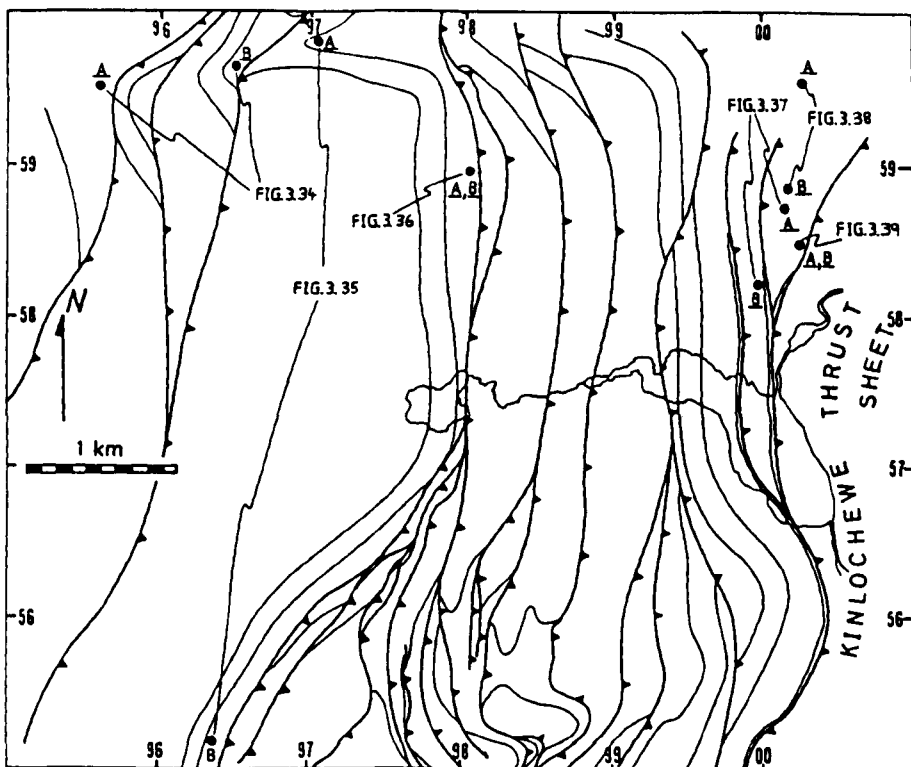 96 97 98 99 00
A B A A
FIG.3.37 FIG.3.38
59 59
FIG.3.34 B
FIG.3.36 A,B A
FIG.3.39
A,B
FIG.3.35 B
58 58
N
THRUST
SHEET
1 km
57
KINLOCHEWE
56 56
B
96 97 98 99 00